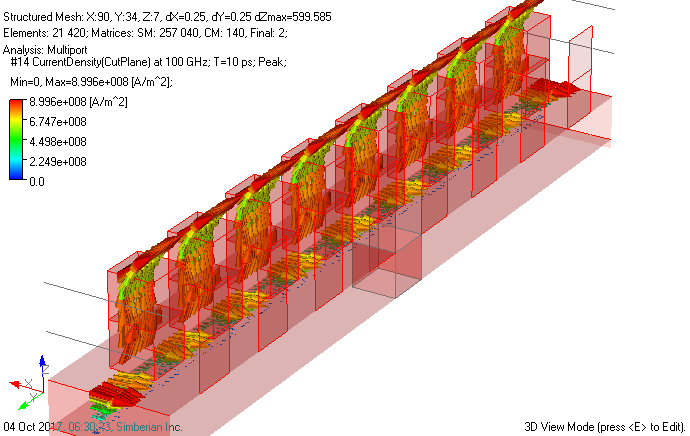 Structured Mesh: X:90, Y:34, Z:7, dX=0.25, dY=0.25 dZmax=599.585
Elements: 21 420; Matrices: SM: 257 040, CM: 140, Final: 2;
Analysis: Multiport
#14 CurrentDensity(CutPlane) at 100 GHz; T=10 ps; Peak;
Min=0, Max=8.996e+008 [A/m^2];
8.996e+008 [A/m^2]
6.747e+008
4.498e+008
2.249e+008
0.0
Z
X
Y
04 Oct 2017, 06:30:33, Simberian Inc.
3D View Mode (press <E> to Edit).